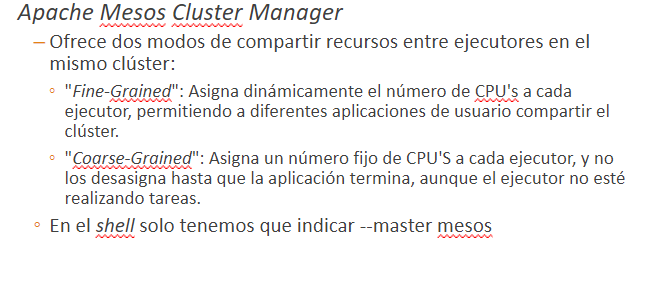 Apache Mesos Cluster Manager
– Ofrece dos modos de compartir recursos entre ejecutores en el
mismo clúster:
◦ "Fine-Grained": Asigna dinámicamente el número de CPU's a cada
ejecutor, permitiendo a diferentes aplicaciones de usuario compartir el
clúster.
◦ "Coarse-Grained": Asigna un número fijo de CPU'S a cada ejecutor, y no
los desasigna hasta que la aplicación termina, aunque el ejecutor no esté
realizando tareas.
◦ En el shell solo tenemos que indicar --master mesos